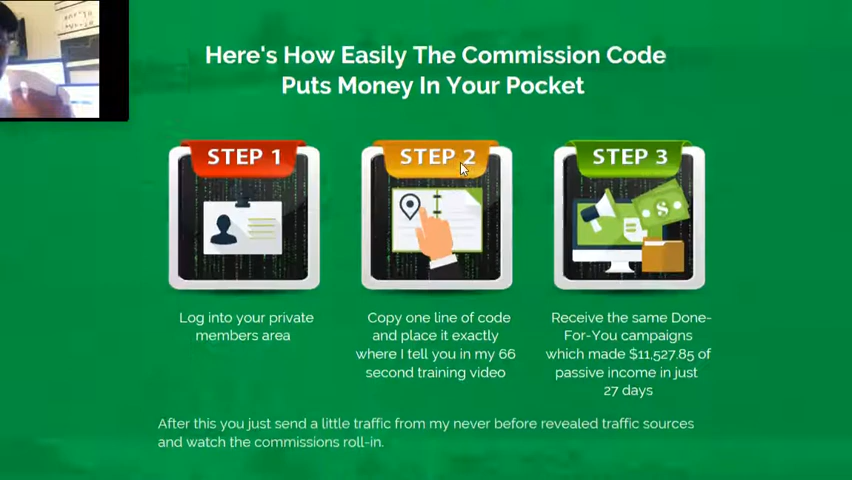 Here's How Easily The Commission Code
Puts Money In Your Pocket
STEP 1
STEP 2
STEP 3
Log into your private
members area
Copy one line of code
and place it exactly
where I tell you in my 66
second training video
Receive the same Done-
For-You campaigns
which made $11,527.85 of
passive income in just
27 days
After this you just send a little traffic from my never before revealed traffic sources
and watch the commissions roll-in.